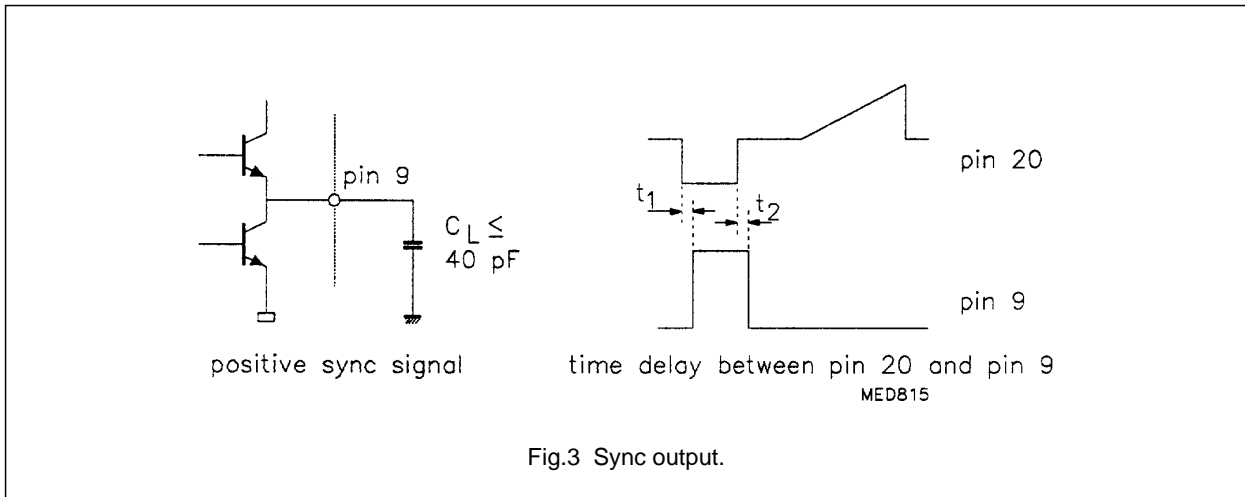 pin 9
C_L ≤
40 pF
positive sync signal
pin 20
t1
t2
pin 9
time delay between pin 20 and pin 9
MED815
Fig.3 Sync output.